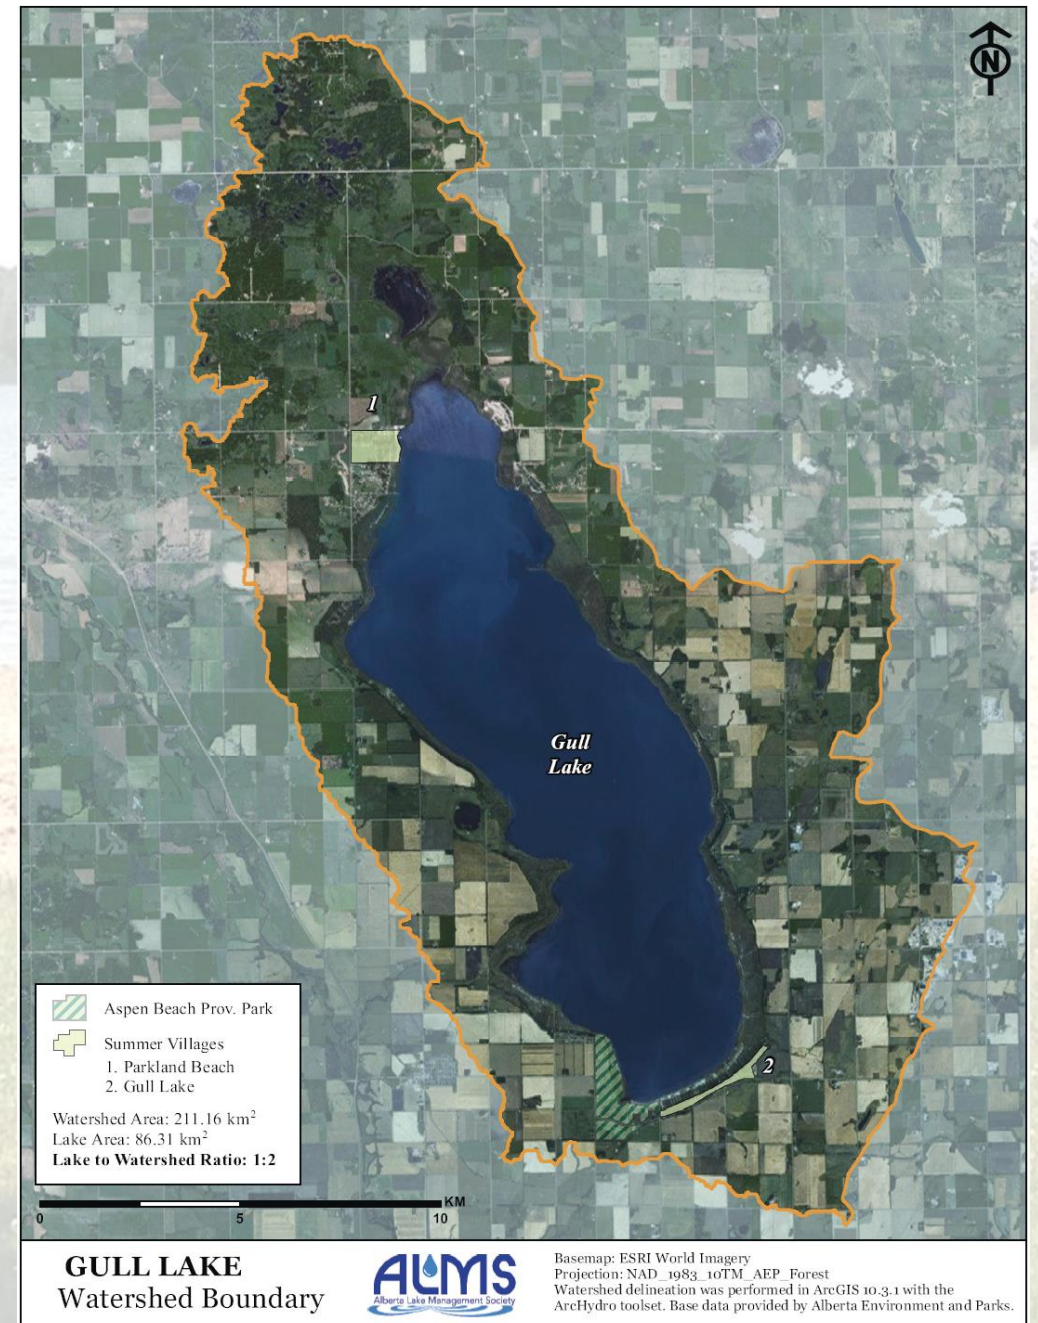 N
1
Gull
Lake
2
Aspen Beach Prov. Park
Summer Villages
1. Parkland Beach
2. Gull Lake
Watershed Area: 211.16 km²
Lake Area: 86.31 km²
Lake to Watershed Ratio: 1:2
KM
0 5 10
GULL LAKE
Watershed Boundary
ALMS
Alberta Lake Management Society
Basemap: ESRI World Imagery
Projection: NAD_1983_10TM_AEP_Forest
Watershed delineation was performed in ArcGIS 10.3.1 with the
ArcHydro toolset. Base data provided by Alberta Environment and Parks.